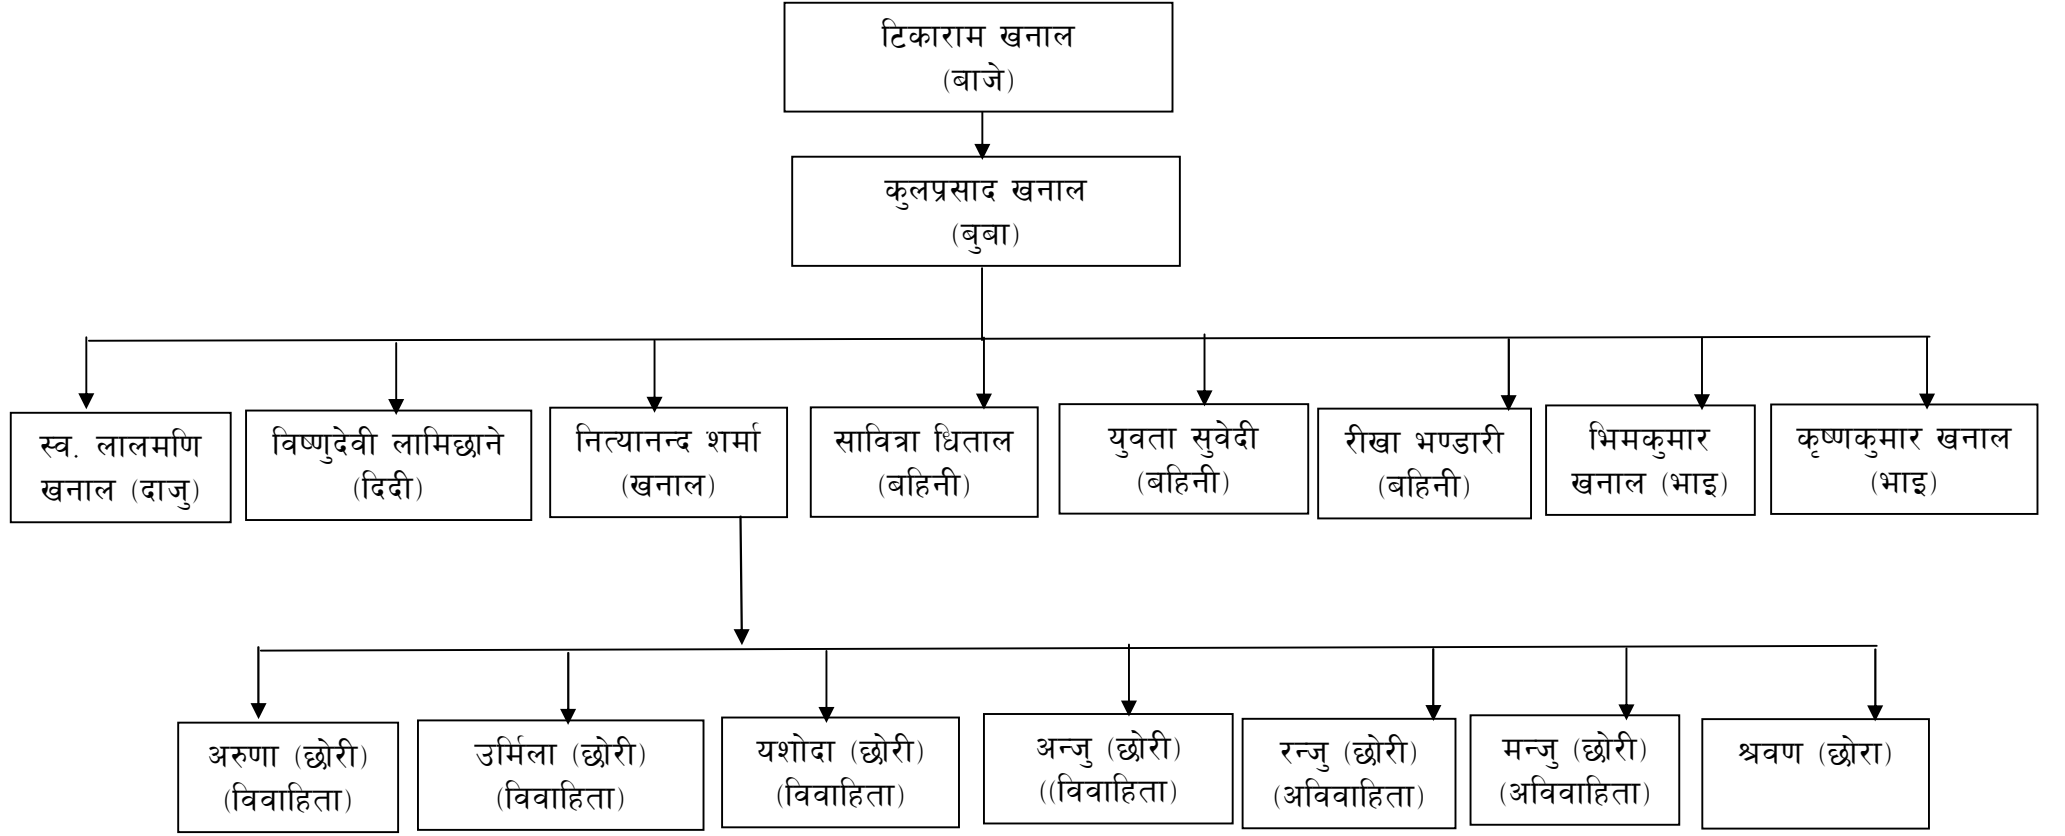 टिकाराम खनाल
(बाजे)
कुलप्रसाद खनाल
(बुबा)
स्व. लालमणि
खनाल (दाजु)
विष्णुदेवी लामिछाने
(दिदी)
नित्यानन्द शर्मा
(खनाल)
सावित्रा धिताल
(बहिनी)
युवता सुवेदी
(बहिनी)
रीखा भण्डारी
(बहिनी)
भिमकुमार
खनाल (भाइ)
कृष्णकुमार खनाल
(भाइ)
अरुणा (छोरी)
(विवाहिता)
उर्मिला (छोरी)
(विवाहिता)
यशोदा (छोरी)
(विवाहिता)
अन्जु (छोरी)
((विवाहिता)
रन्जु (छोरी)
(अविवाहिता)
मन्जु (छोरी)
(अविवाहिता)
श्रवण (छोरा)